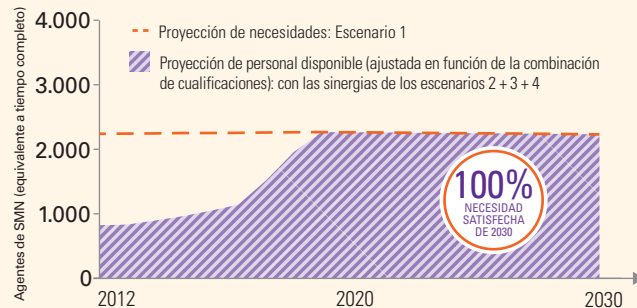 Agentes de SMN (equivalente a tiempo completo)
4.000
3.000
2.000
1.000
0
Proyección de necesidades: Escenario 1
Proyección de personal disponible (ajustada en función de la combinación
de cualificaciones): con las sinergias de los escenarios 2 + 3 + 4
100%
NECESIDAD
SATISFECHA
DE 2030
2012
2020
2030